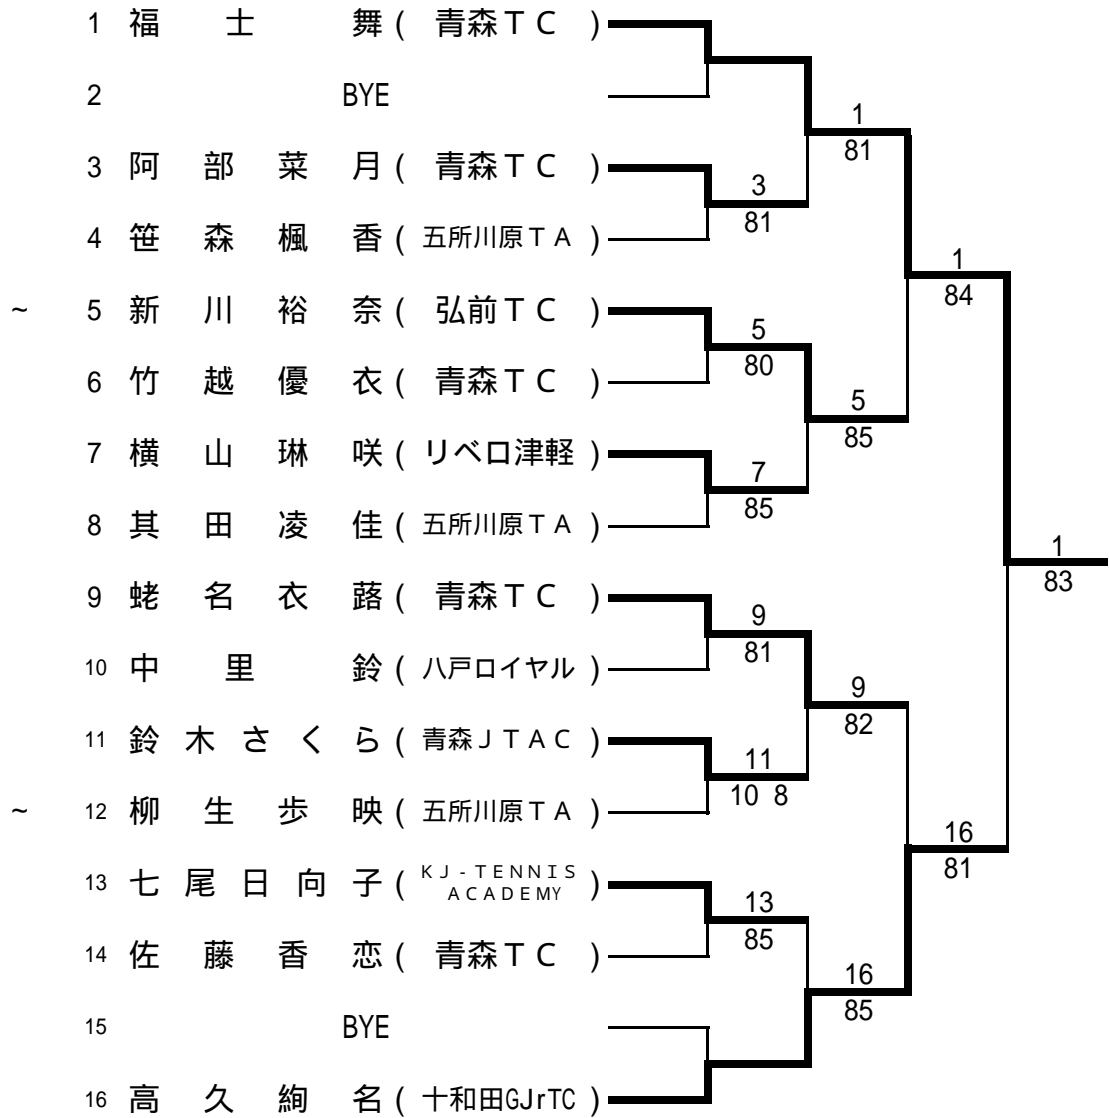 1 福士舞 ( 青森ＴＣ )
2 BYE
1
81
3 阿部菜月 ( 青森ＴＣ )
3
81
4 笹森楓香 ( 五所川原ＴＡ )
1
84
~ 5 新川裕奈 ( 弘前ＴＣ )
5
80
6 竹越優衣 ( 青森ＴＣ )
5
85
7 横山琳咲 ( リベロ津軽 )
7
85
8 其田凌佳 ( 五所川原ＴＡ )
1
83
9 蛯名衣蕗 ( 青森ＴＣ )
9
81
10 中里鈴 ( 八戸ロイヤル )
9
82
11 鈴木さくら ( 青森ＪＴＡＣ )
11
10 8
~ 12 柳生歩映 ( 五所川原ＴＡ )
16
81
13 七尾日向子 ( ＫＪ-ＴＥＮＮＩＳ
ＡＣＡＤＥＭＹ )
13
85
14 佐藤香恋 ( 青森ＴＣ )
16
85
15 BYE
16 高久絢名 ( 十和田GJrTC )